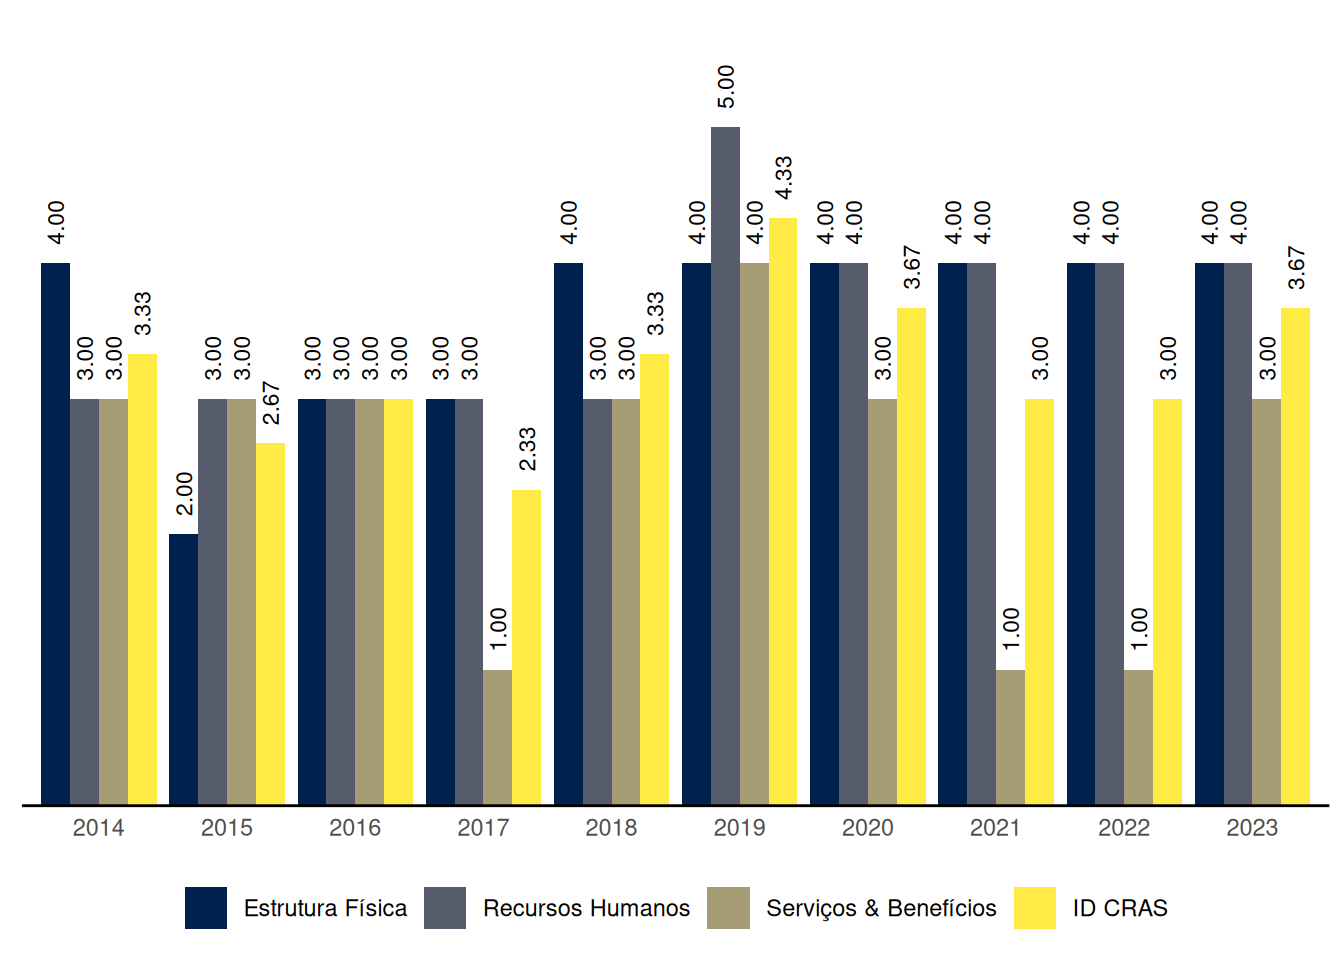 4.00 3.00 3.00 3.33
2.00 3.00 3.00 2.67
3.00 3.00 3.00 3.00
3.00 3.00 1.00 2.33
4.00 3.00 3.00 3.33
4.00 5.00 4.00 4.33
4.00 4.00 3.00 3.67
4.00 4.00 1.00 3.00
4.00 4.00 1.00 3.00
4.00 4.00 3.00 3.67
2014 2015 2016 2017 2018 2019 2020 2021 2022 2023
Estrutura Física Recursos Humanos Serviços & Benefícios ID CRAS